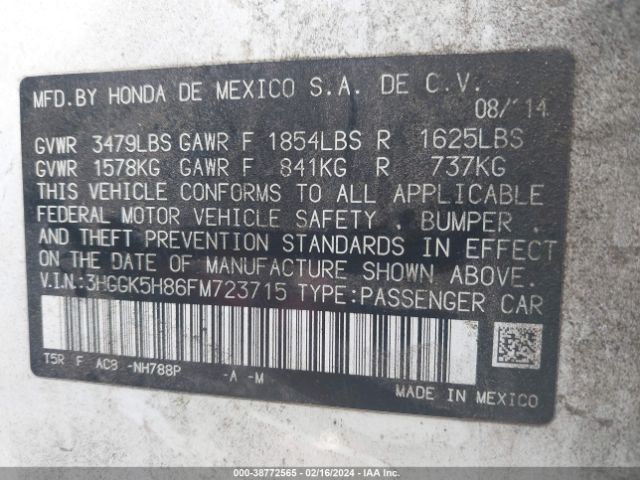 MFD.BY HONDA DE MEXICO S.A. DE C.V.
08/'14
GVWR 3479LBS GAWR F 1854LBS R 1625LBS
GVWR 1578KG GAWR F 841KG R 737KG
THIS VEHICLE CONFORMS TO ALL APPLICABLE
FEDERAL MOTOR VEHICLE SAFETY , BUMPER ,
AND THEFT PREVENTION STANDARDS IN EFFECT
ON THE DATE OF MANUFACTURE SHOWN ABOVE.
V.I.N.:3HGGK5H86FM723715 TYPE:PASSENGER CAR
T5R F AC3 -NH788P -A -M
MADE IN MEXICO
000-38772565 - 02/16/2024 - IAA Inc.